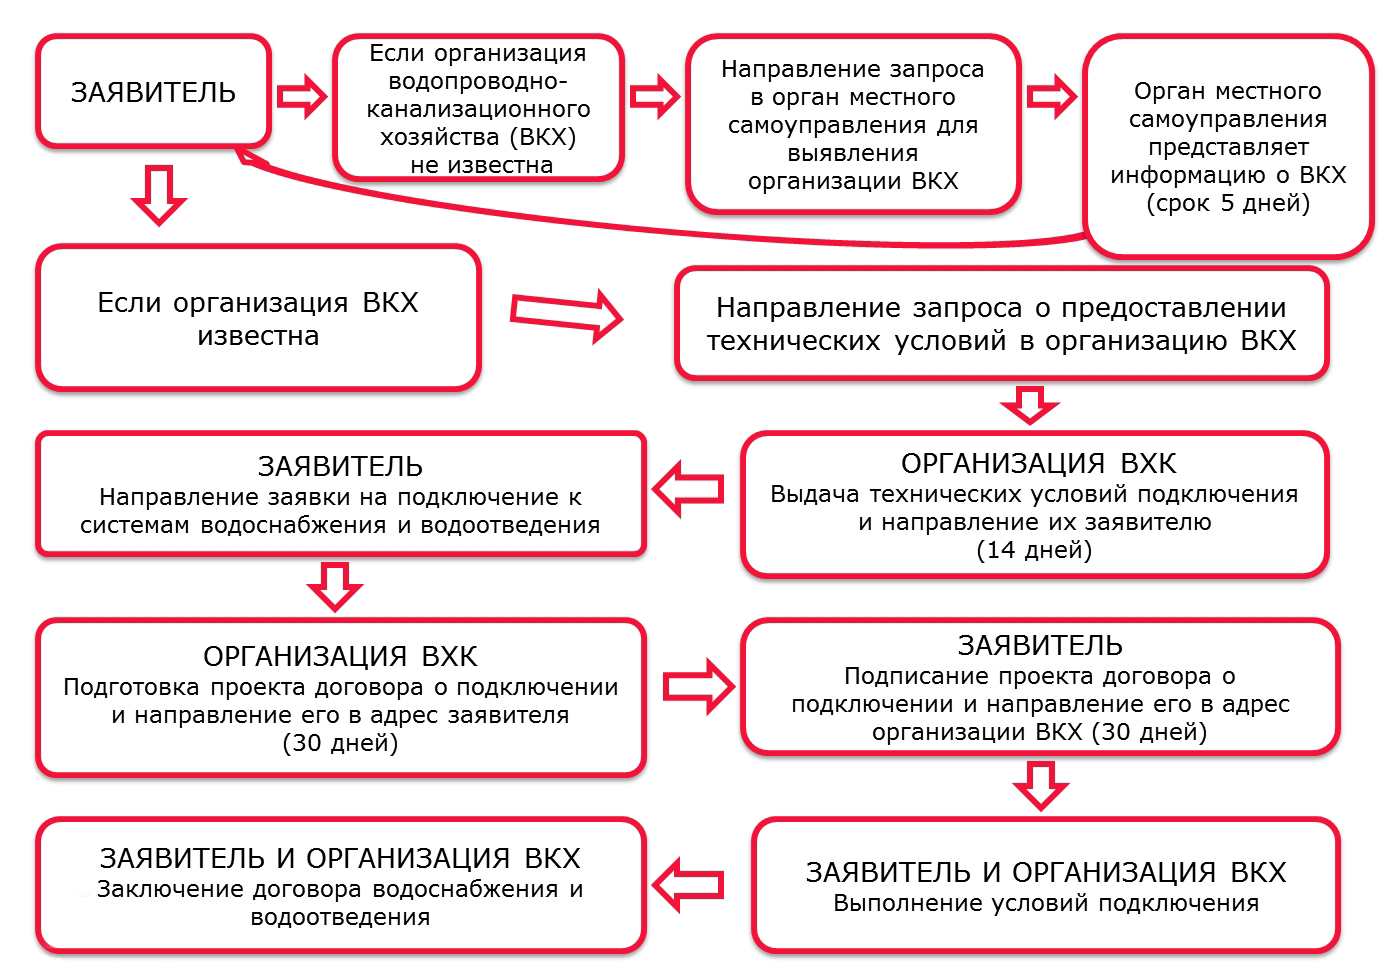 ЗАЯВИТЕЛЬ
Если организация
водопроводно-
канализационного
хозяйства (ВКХ)
не известна
Направление запроса
в орган местного
самоуправления для
выявления
организации ВКХ
Орган местного
самоуправления
представляет
информацию о ВКХ
(срок 5 дней)
Если организация ВКХ
известна
Направление запроса о предоставлении
технических условий в организацию ВКХ
ЗАЯВИТЕЛЬ
Направление заявки на подключение к
системам водоснабжения и водоотведения
ОРГАНИЗАЦИЯ ВХК
Выдача технических условий подключения
и направление их заявителю
(14 дней)
ОРГАНИЗАЦИЯ ВХК
Подготовка проекта договора о подключении
и направление его в адрес заявителя
(30 дней)
ЗАЯВИТЕЛЬ
Подписание проекта договора о
подключении и направление его в адрес
организации ВКХ (30 дней)
ЗАЯВИТЕЛЬ И ОРГАНИЗАЦИЯ ВКХ
Заключение договора водоснабжения и
водоотведения
ЗАЯВИТЕЛЬ И ОРГАНИЗАЦИЯ ВКХ
Выполнение условий подключения